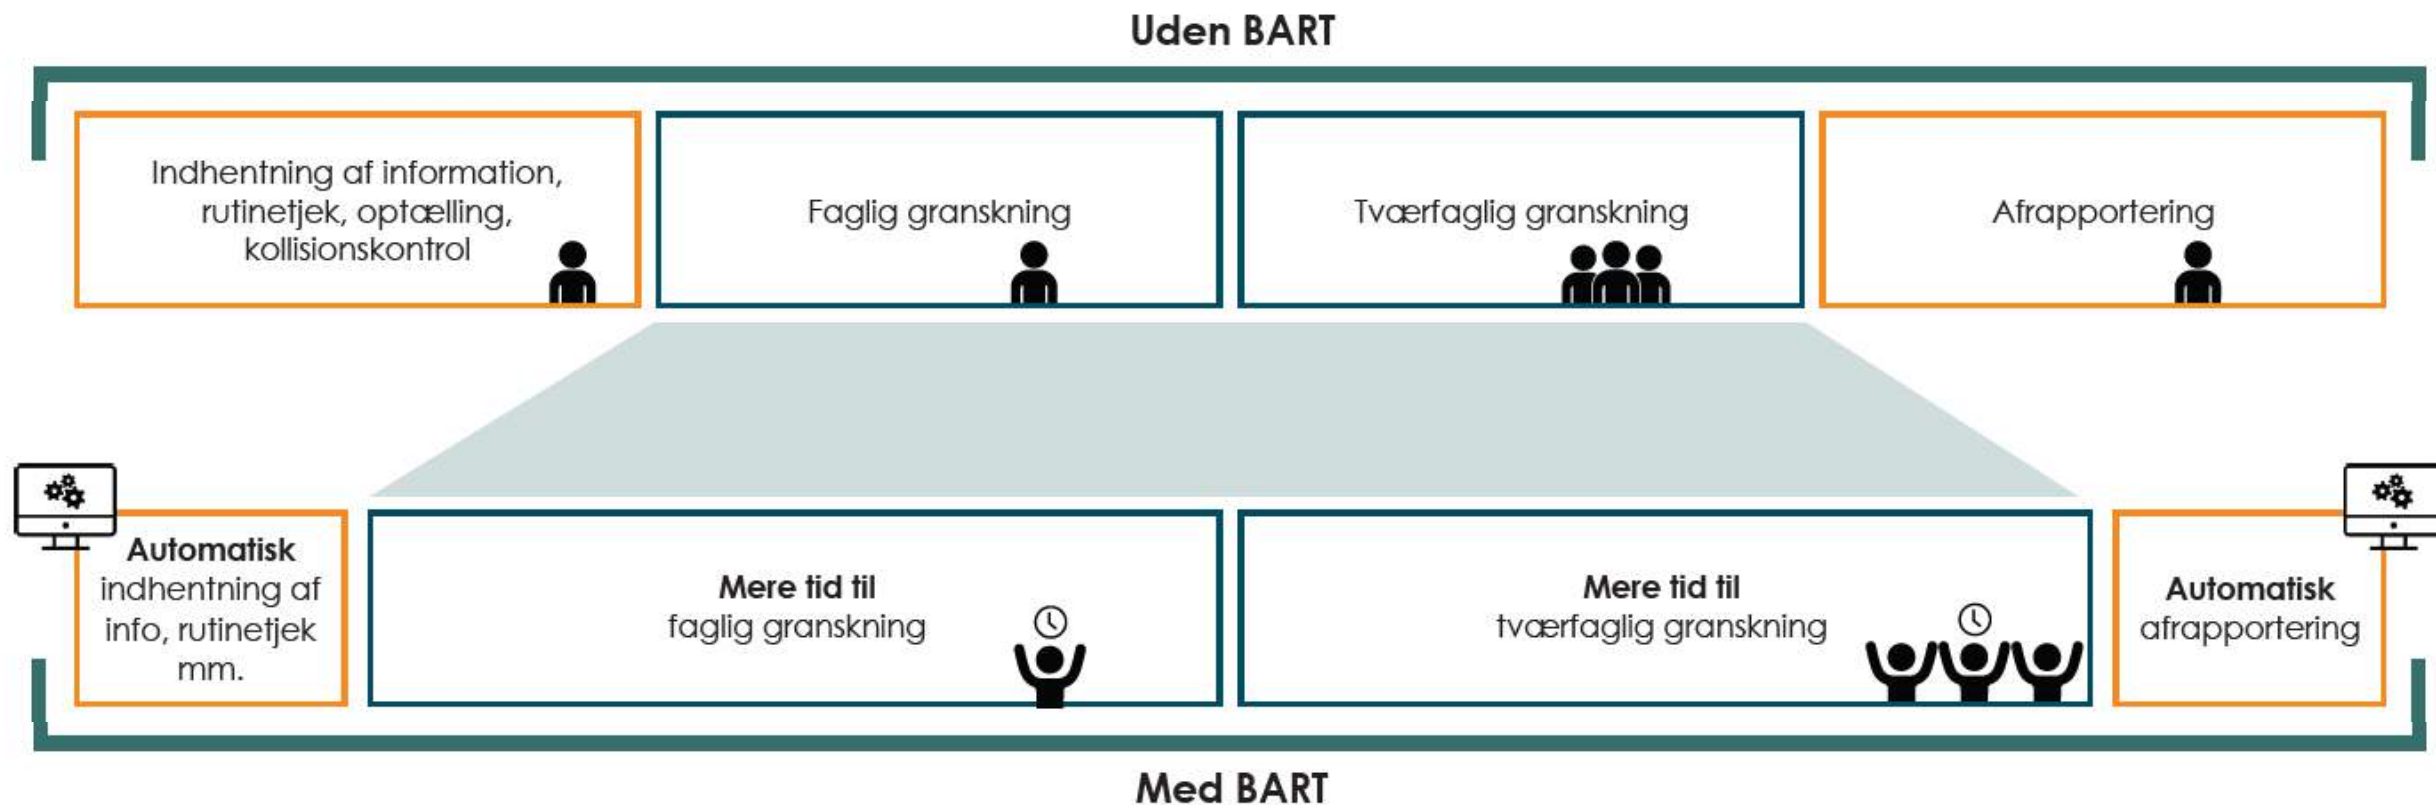 Uden BART
Indhentning af information,
rutinetjek, optælling,
kollisionskontrol
Faglig granskning
Tværfaglig granskning
Afrapportering
Automatisk
indhentning af
info, rutinetjek
mm.
Mere tid til
faglig granskning
Mere tid til
tværfaglig granskning
Automatisk
afrapportering
Med BART